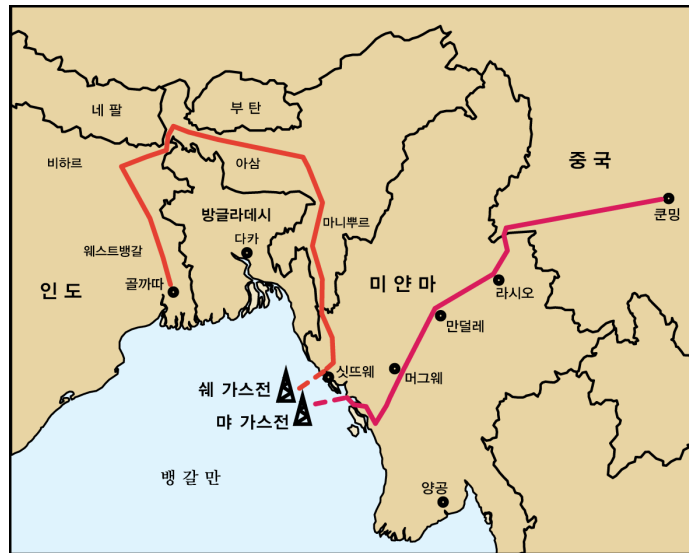 네 팔
부 탄
비하르
아삼
중 국
방글라데시
마니뿌르
쿤밍
다카
웨스트뱅갈
인 도
골까따
미 얀 마
라시오
만덜레
싯뜨웨
머그웨
쉐 가스전
먀 가스전
뱅 갈 만
양공